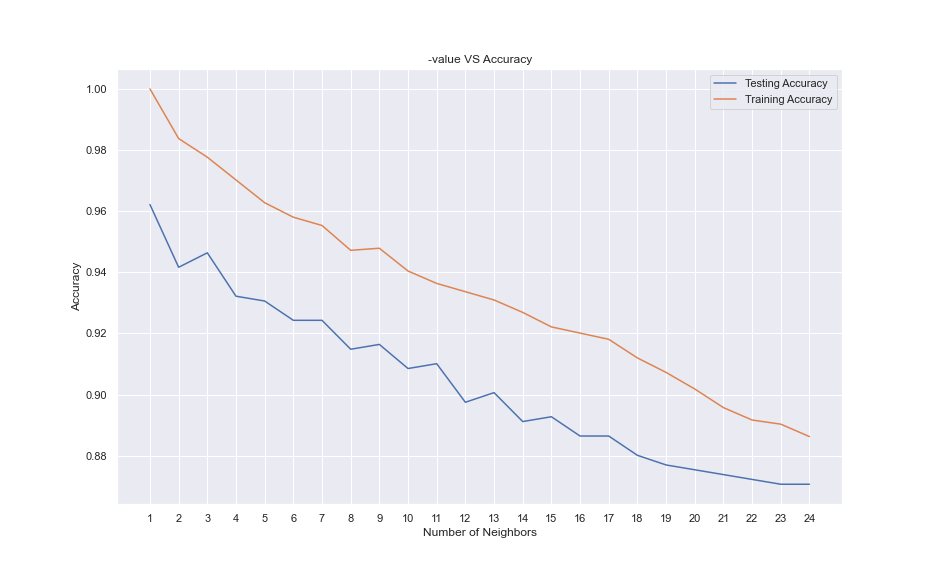 -value VS Accuracy
Testing Accuracy
Training Accuracy
1.00
0.98
0.96
0.94
0.92
0.90
0.88
Accuracy
1 2 3 4 5 6 7 8 9 10 11 12 13 14 15 16 17 18 19 20 21 22 23 24
Number of Neighbors